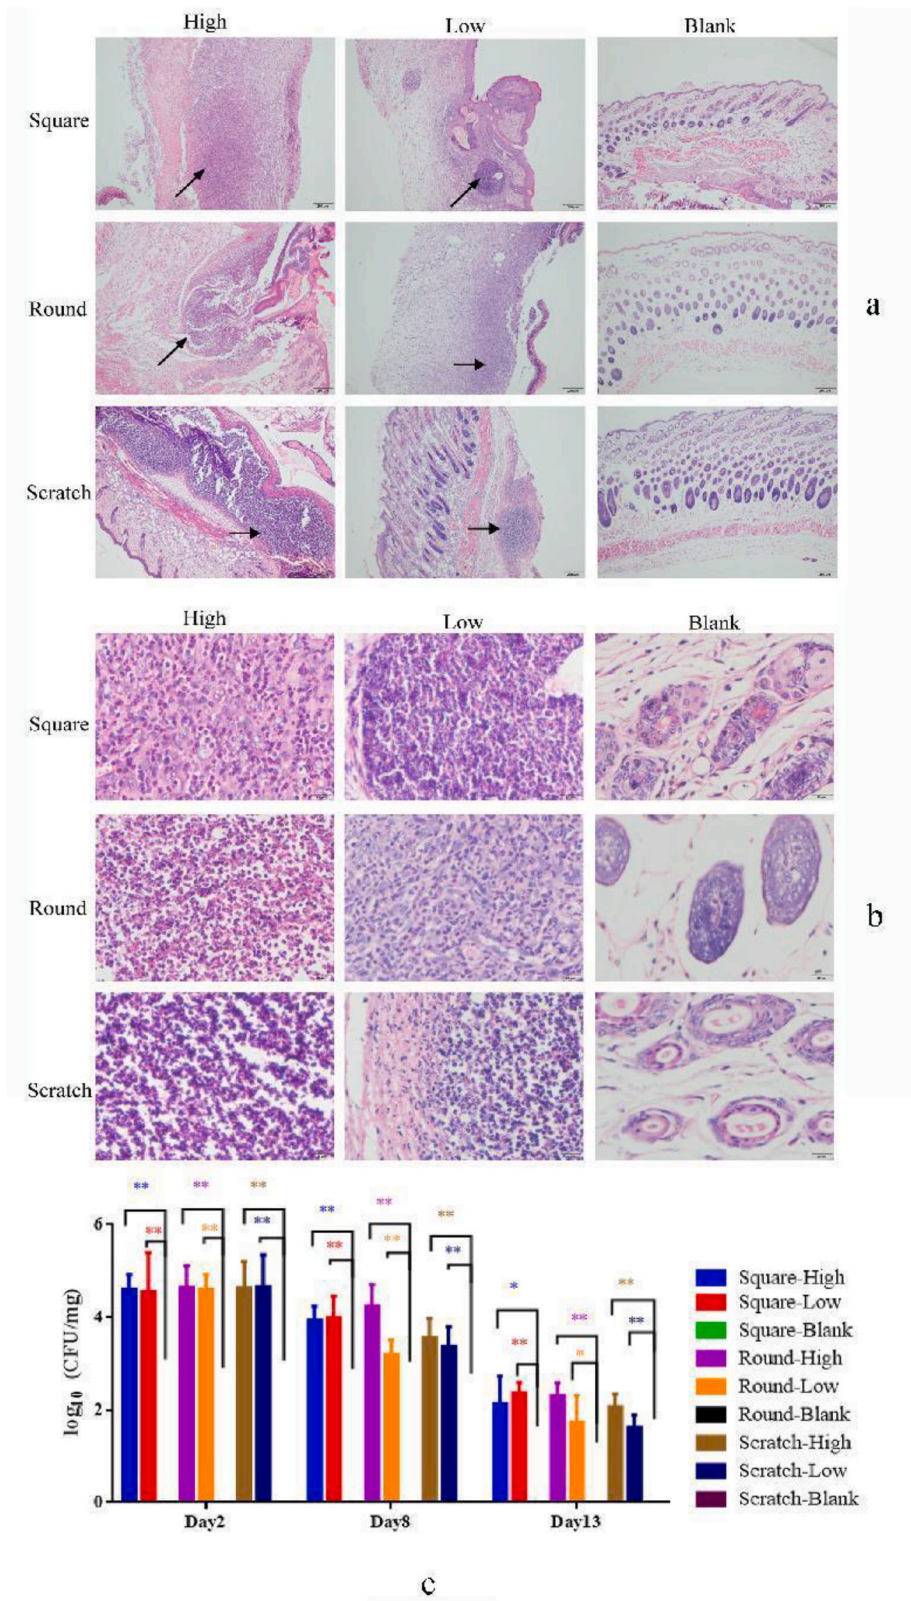 High Low Blank
Square
Round
a
Scratch
High Low Blank
Square
Round
b
Scratch
** ** **
** ** **
** ** **
** ** **
* ** **
** * **
log10 (CFU/mg)
6
4
2
0
Day2 Day8 Day13
Square-High
Square-Low
Square-Blank
Round-High
Round-Low
Round-Blank
Scratch-High
Scratch-Low
Scratch-Blank
c